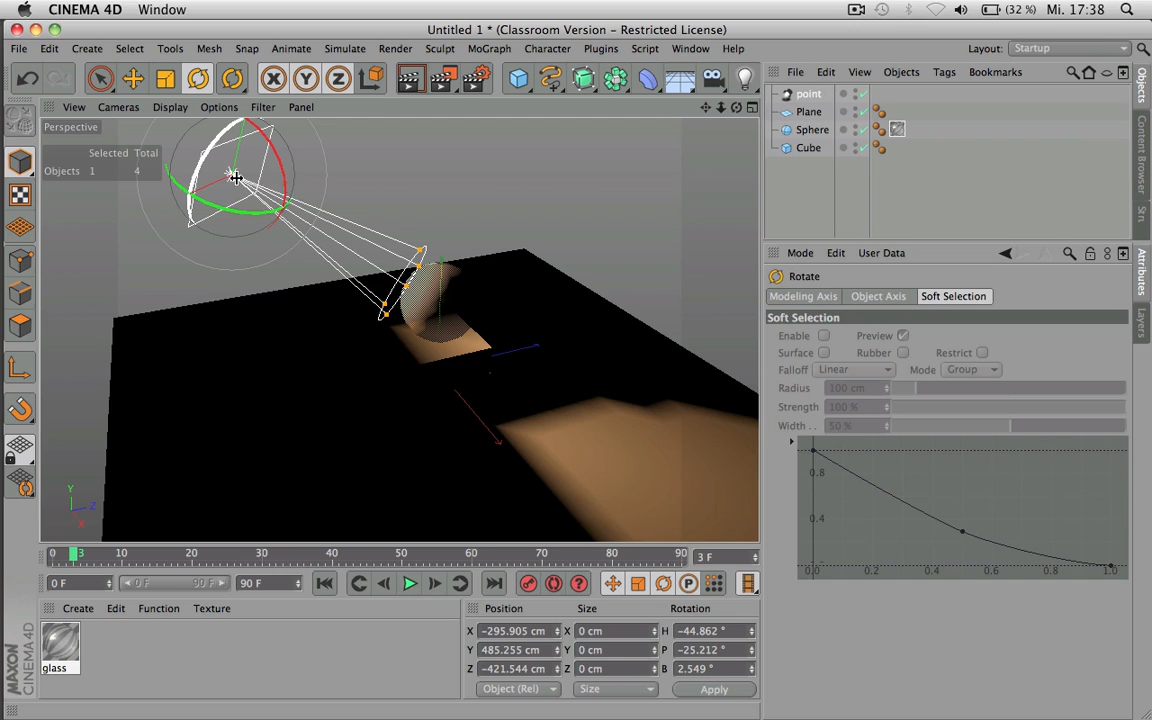 CINEMA 4D Window (32 %) Mi. 17:38
Untitled 1 * (Classroom Version - Restricted License)
File Edit Create Select Tools Mesh Snap Animate Simulate Render Sculpt MoGraph Character Plugins Script Window Help Layout: Startup
X Y Z
File Edit View Objects Tags Bookmarks
View Cameras Display Options Filter Panel
Perspective
Selected Total
Objects 1 4
point
Plane
Sphere
Cube
Objects
Content Browser
Str
Mode Edit User Data
Rotate
Modeling Axis Object Axis Soft Selection
Soft Selection
Enable Preview
Surface Rubber Restrict
Falloff Linear Mode Group
Radius 100 cm
Strength 100 %
Width . . 50 %
0.8
0.4
0.0 0.2 0.4 0.6 0.8 1.0
Attributes
Layers
Y
Z
X
0 3 10 20 30 40 50 60 70 80 90 3 F
0 F 0 F 90 F 90 F
P
Create Edit Function Texture
glass
Position Size Rotation
X -295.905 cm X 0 cm H -44.862 °
Y 485.255 cm Y 0 cm P -25.212 °
Z -421.544 cm Z 0 cm B 2.549 °
Object (Rel) Size Apply
MAXON
CINEMA 4D